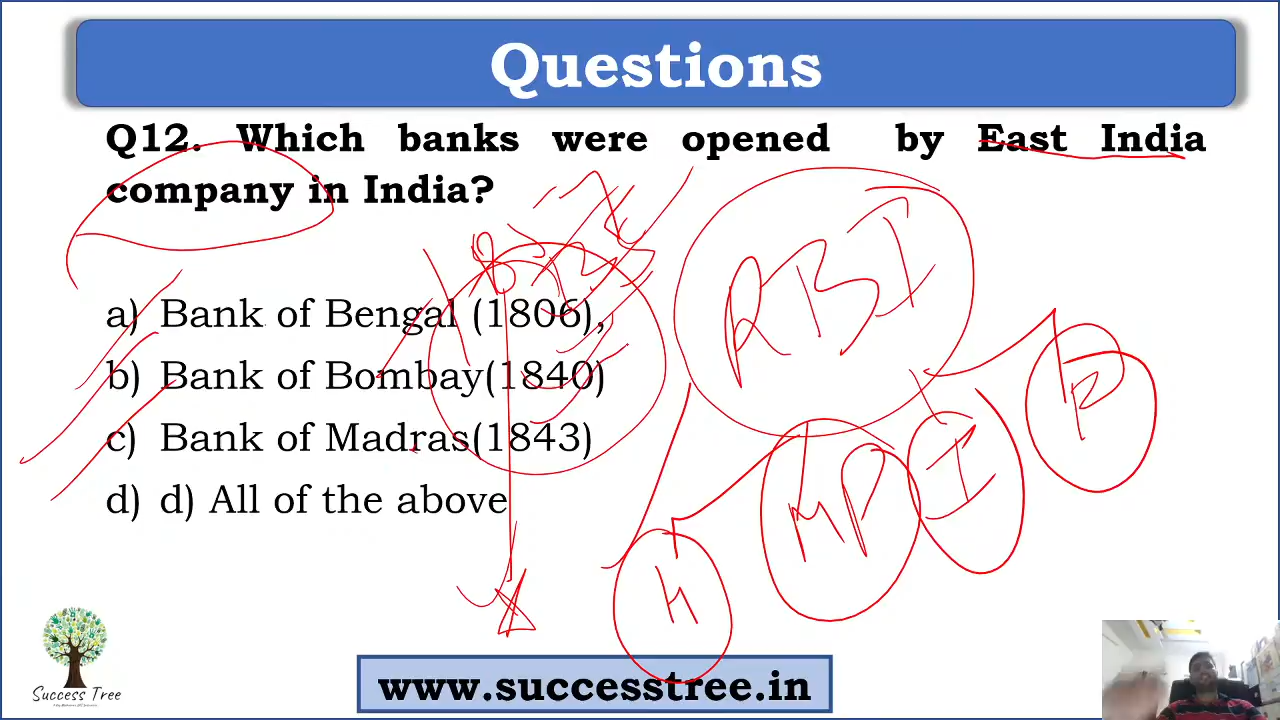 Questions
Q12. Which banks were opened by East India
company in India?
a) Bank of Bengal (1806),
b) Bank of Bombay(1840)
c) Bank of Madras(1843)
d) d) All of the above
RBI
MP
I
P
H
Success Tree
www.successtree.in